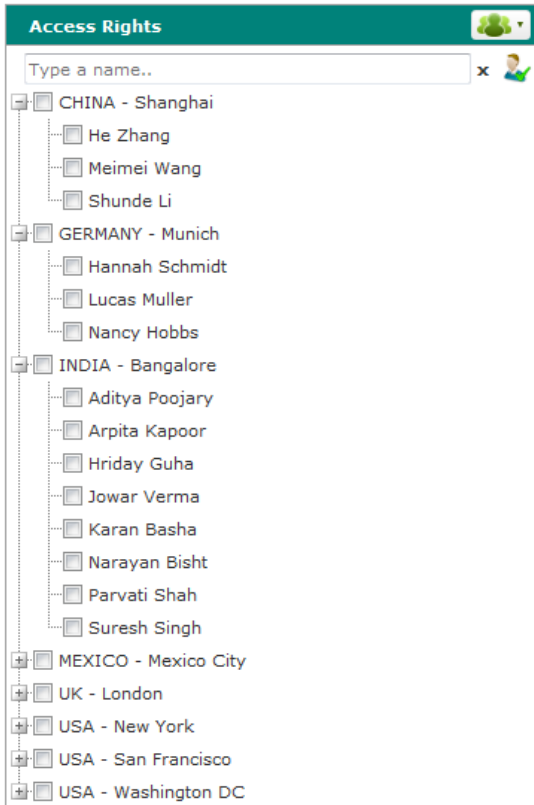 Access Rights
Type a name..
x
CHINA - Shanghai
He Zhang
Meimei Wang
Shunde Li
GERMANY - Munich
Hannah Schmidt
Lucas Muller
Nancy Hobbs
INDIA - Bangalore
Aditya Poojary
Arpita Kapoor
Hriday Guha
Jowar Verma
Karan Basha
Narayan Bisht
Parvati Shah
Suresh Singh
MEXICO - Mexico City
UK - London
USA - New York
USA - San Francisco
USA - Washington DC